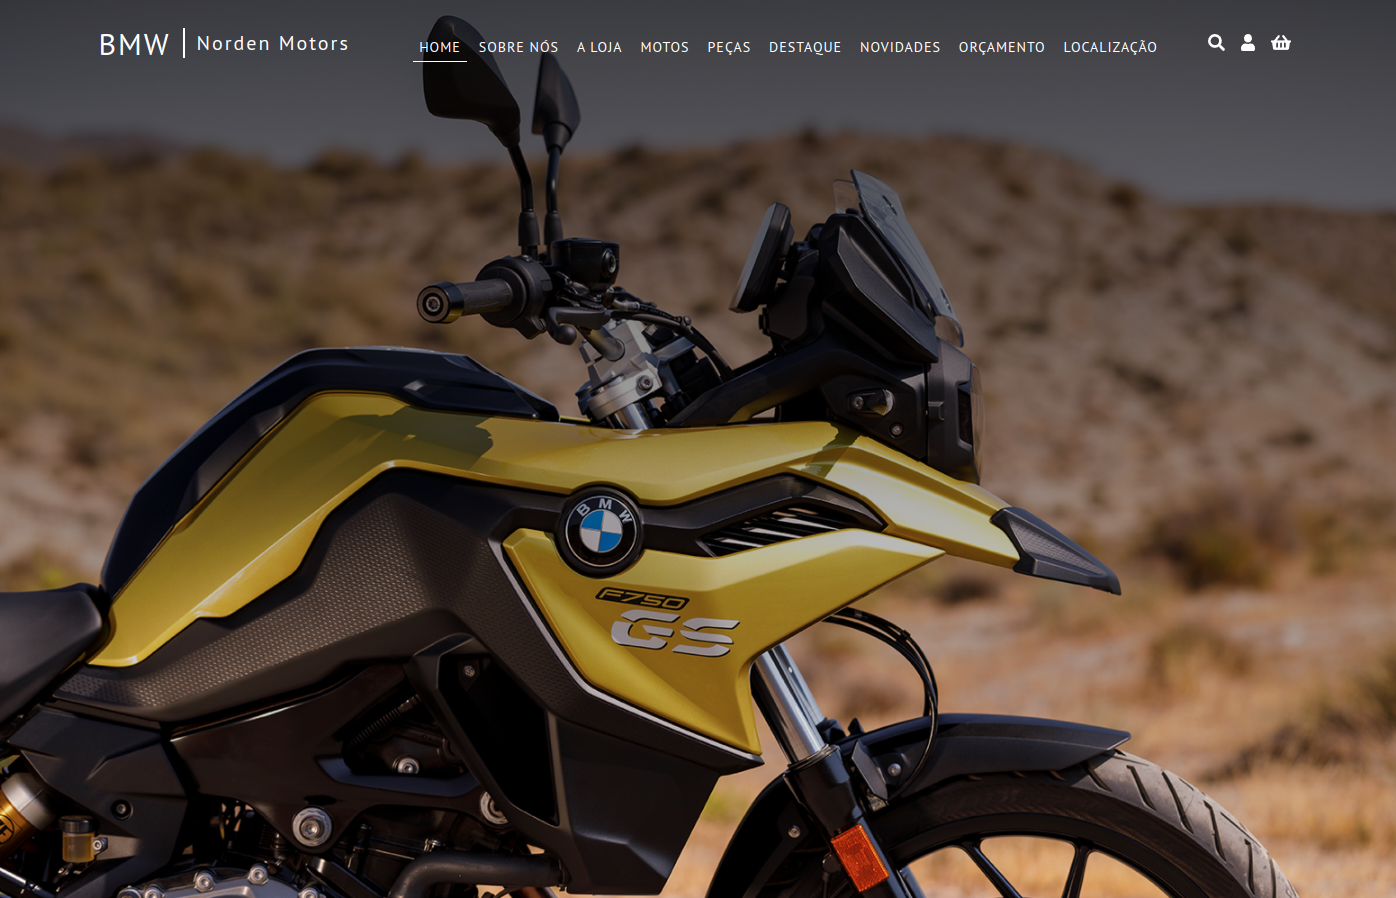 BMW | Norden Motors
HOME SOBRE NÓS A LOJA MOTOS PEÇAS DESTAQUE NOVIDADES ORÇAMENTO LOCALIZAÇÃO
BMW
F750
GS